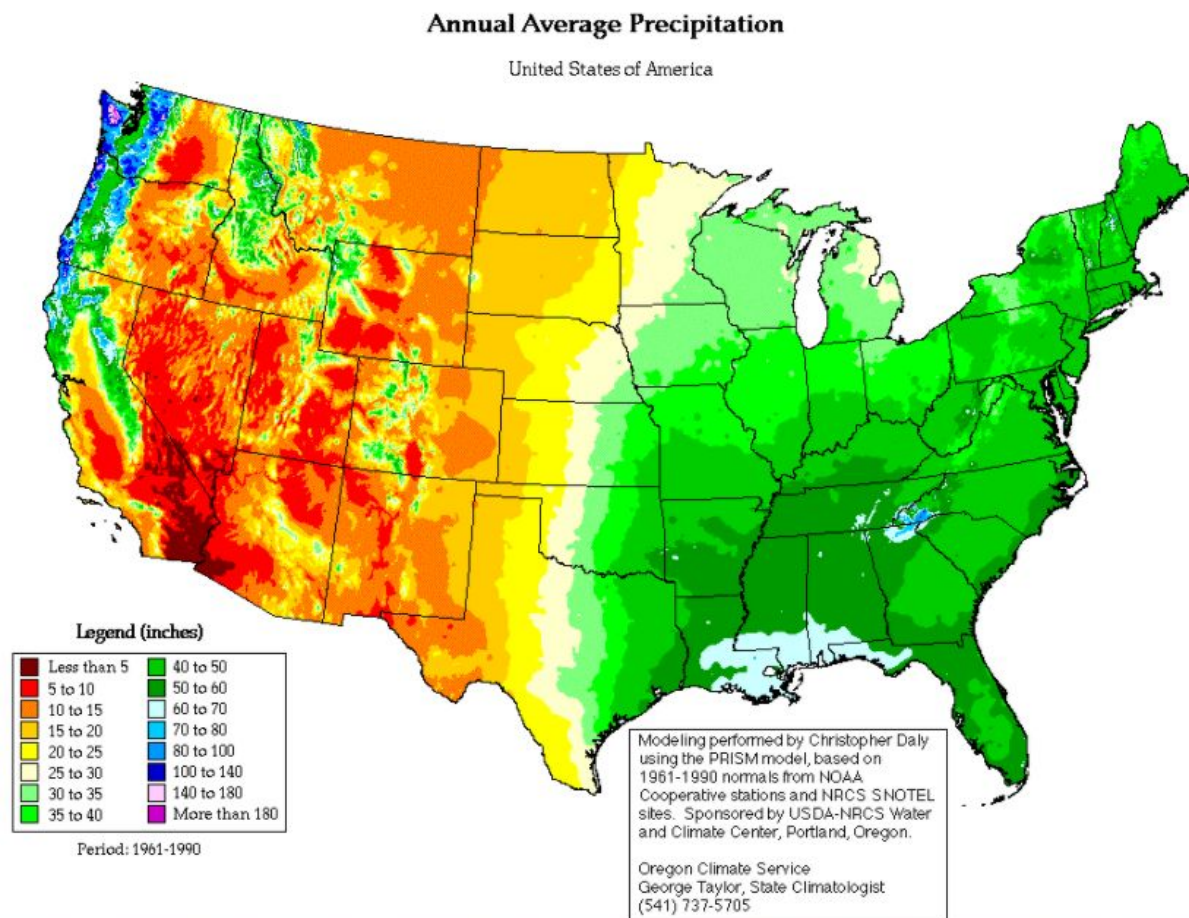 Annual Average Precipitation
United States of America
Legend (inches)
Less than 5
5 to 10
10 to 15
15 to 20
20 to 25
25 to 30
30 to 35
35 to 40
40 to 50
50 to 60
60 to 70
70 to 80
80 to 100
100 to 140
140 to 180
More than 180
Period: 1961-1990
Modeling performed by Christopher Daly
using the PRISM model, based on
1961-1990 normals from NOAA
Cooperative stations and NRCS SNOTEL
sites. Sponsored by USDA-NRCS Water
and Climate Center, Portland, Oregon.
Oregon Climate Service
George Taylor, State Climatologist
(541) 737-5705